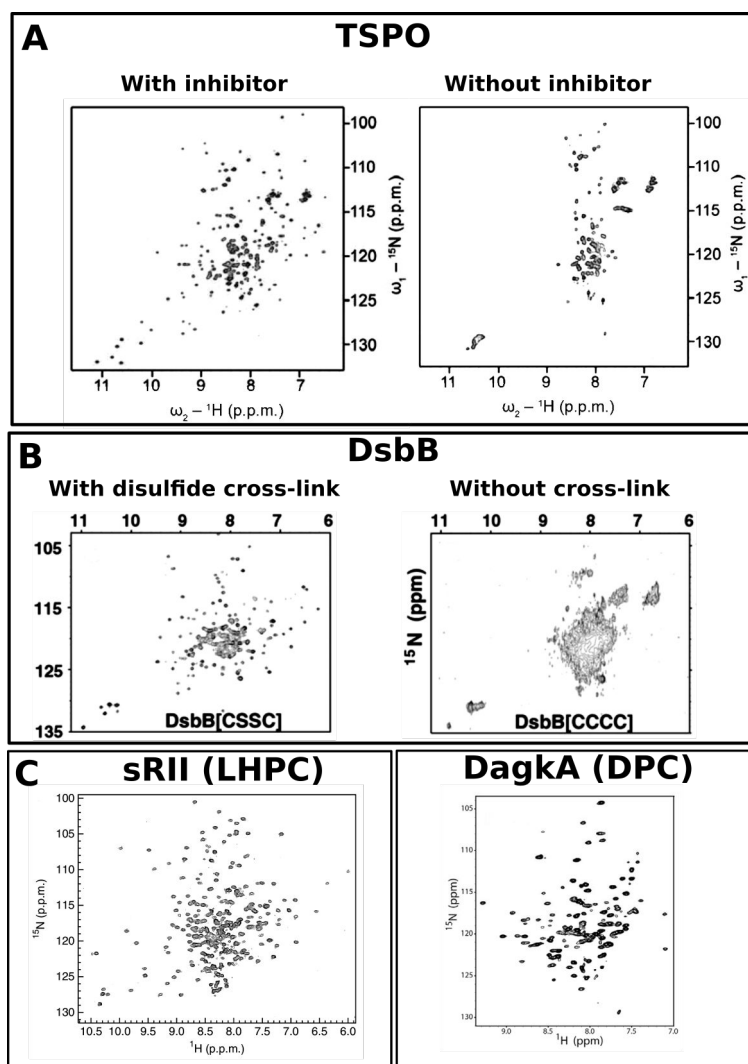 A
TSPO
With inhibitor
Without inhibitor
100
110
115
120
125
130
ω1 – 15N (p.p.m.)
11 10 9 8 7
ω2 – 1H (p.p.m.)
100
110
115
120
125
130
ω1 – 15N (p.p.m.)
11 10 9 8 7
ω2 – 1H (p.p.m.)
B
DsbB
With disulfide cross-link
Without cross-link
11 10 9 8 7 6
105
115
125
135
DsbB[CSSC]
11 10 9 8 7 6
15N (ppm)
DsbB[CCCC]
C
sRII (LHPC)
100
105
110
115
120
125
130
15N (p.p.m.)
10.5 10.0 9.5 9.0 8.5 8.0 7.5 7.0 6.5 6.0
1H (p.p.m.)
DagkA (DPC)
105
110
115
120
125
130
15N (ppm)
9.0 8.5 8.0 7.5 7.0
1H (ppm)